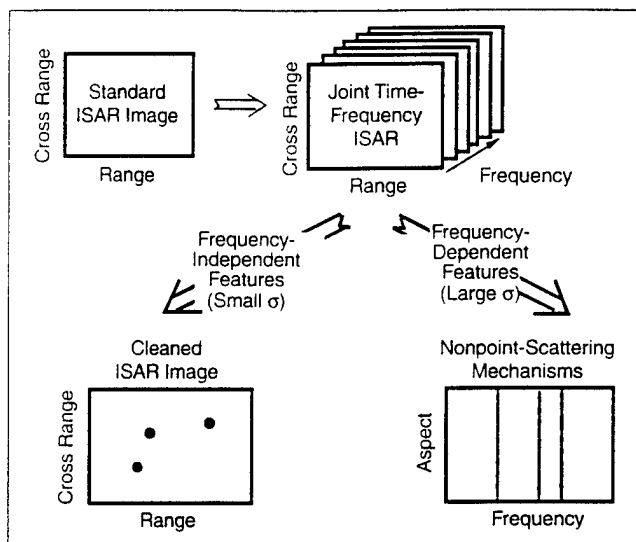 Cross Range
Standard
ISAR Image
Range
Cross Range
Joint Time-
Frequency
ISAR
Range
Frequency
Frequency-
Independent
Features
(Small σ)
Frequency-
Dependent
Features
(Large σ)
Cleaned
ISAR Image
Cross Range
Range
Nonpoint-Scattering
Mechanisms
Aspect
Frequency